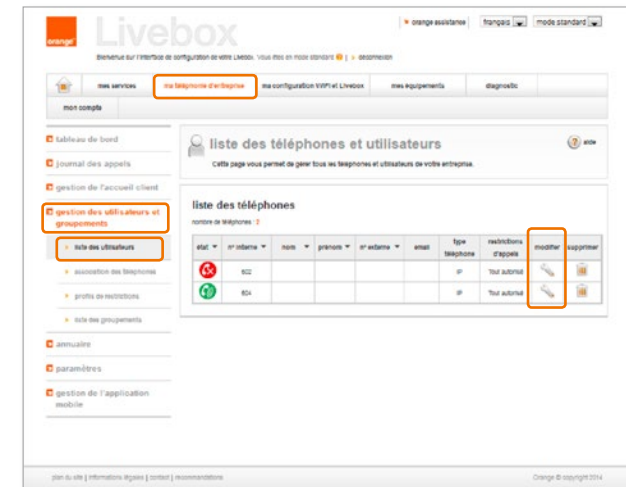 orange assistance français mode standard
orange
Livebox
Bienvenue sur l'interface de configuration de votre Livebox. Vous êtes en mode standard | déconnexion
mes services ma téléphonie d'entreprise ma configuration WIFI et Livebox mes équipements diagnostic
mon compte
tableau de bord
journal des appels
gestion de l'accueil client
gestion des utilisateurs et
groupements
liste des utilisateurs
association des téléphones
profils de restrictions
liste des groupements
annuaire
paramètres
gestion de l'application
mobile
liste des téléphones et utilisateurs
? aide
Cette page vous permet de gérer tous les téléphones et utilisateurs de votre entreprise.
liste des téléphones
nombre de téléphones : 2
état n° interne nom prénom n° externe email type téléphone restrictions d'appels modifier supprimer
602 IP Tout autorisé
604 IP Tout autorisé
plan du site | informations légales | contact | recommandations
Orange © copyright 2014